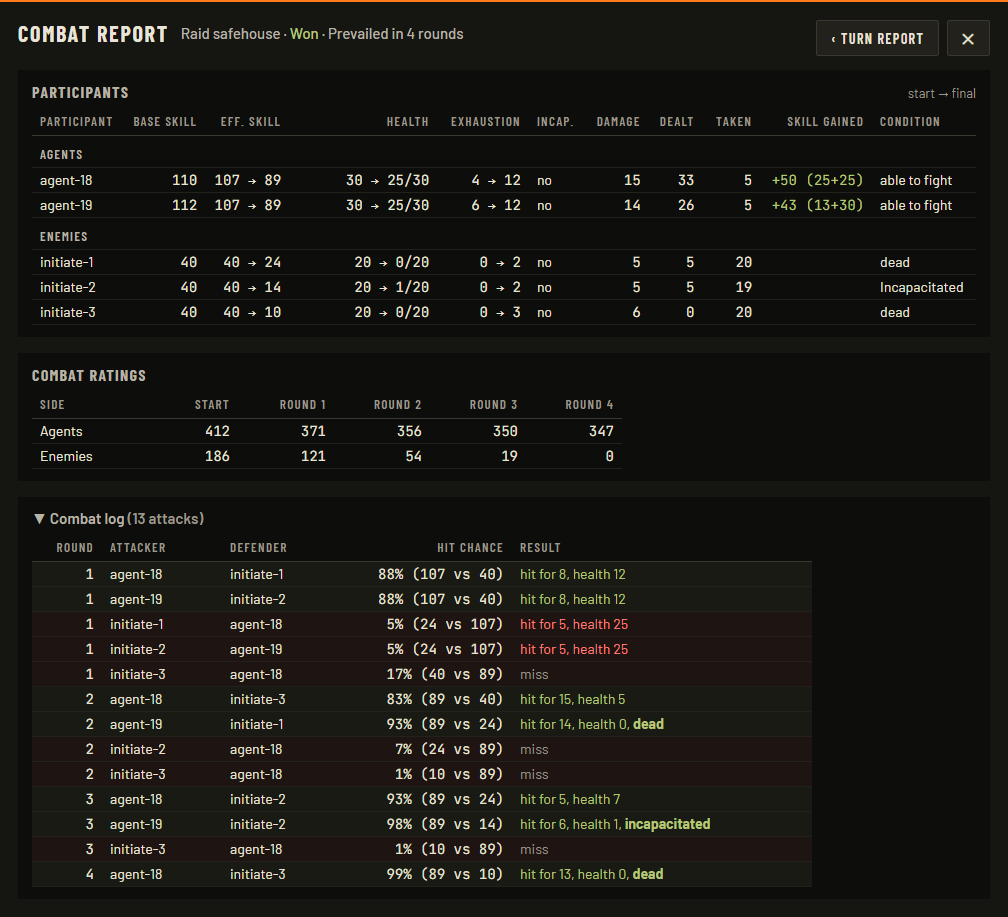 COMBAT REPORT Raid safehouse · Won · Prevailed in 4 rounds ‹ TURN REPORT ✕
PARTICIPANTS start → final
PARTICIPANT BASE SKILL EFF. SKILL HEALTH EXHAUSTION INCAP. DAMAGE DEALT TAKEN SKILL GAINED CONDITION
AGENTS
agent-18 110 107 → 89 30 → 25/30 4 → 12 no 15 33 5 +50 (25+25) able to fight
agent-19 112 107 → 89 30 → 25/30 6 → 12 no 14 26 5 +43 (13+30) able to fight
ENEMIES
initiate-1 40 40 → 24 20 → 0/20 0 → 2 no 5 5 20 dead
initiate-2 40 40 → 14 20 → 1/20 0 → 2 no 5 5 19 Incapacitated
initiate-3 40 40 → 10 20 → 0/20 0 → 3 no 6 0 20 dead
COMBAT RATINGS
SIDE START ROUND 1 ROUND 2 ROUND 3 ROUND 4
Agents 412 371 356 350 347
Enemies 186 121 54 19 0
▼ Combat log (13 attacks)
ROUND ATTACKER DEFENDER HIT CHANCE RESULT
1 agent-18 initiate-1 88% (107 vs 40) hit for 8, health 12
1 agent-19 initiate-2 88% (107 vs 40) hit for 8, health 12
1 initiate-1 agent-18 5% (24 vs 107) hit for 5, health 25
1 initiate-2 agent-19 5% (24 vs 107) hit for 5, health 25
1 initiate-3 agent-18 17% (40 vs 89) miss
2 agent-18 initiate-3 83% (89 vs 40) hit for 15, health 5
2 agent-19 initiate-1 93% (89 vs 24) hit for 14, health 0, dead
2 initiate-2 agent-18 7% (24 vs 89) miss
2 initiate-3 agent-18 1% (10 vs 89) miss
3 agent-18 initiate-2 93% (89 vs 24) hit for 5, health 7
3 agent-19 initiate-2 98% (89 vs 14) hit for 6, health 1, incapacitated
3 initiate-3 agent-18 1% (10 vs 89) miss
4 agent-18 initiate-3 99% (89 vs 10) hit for 13, health 0, dead